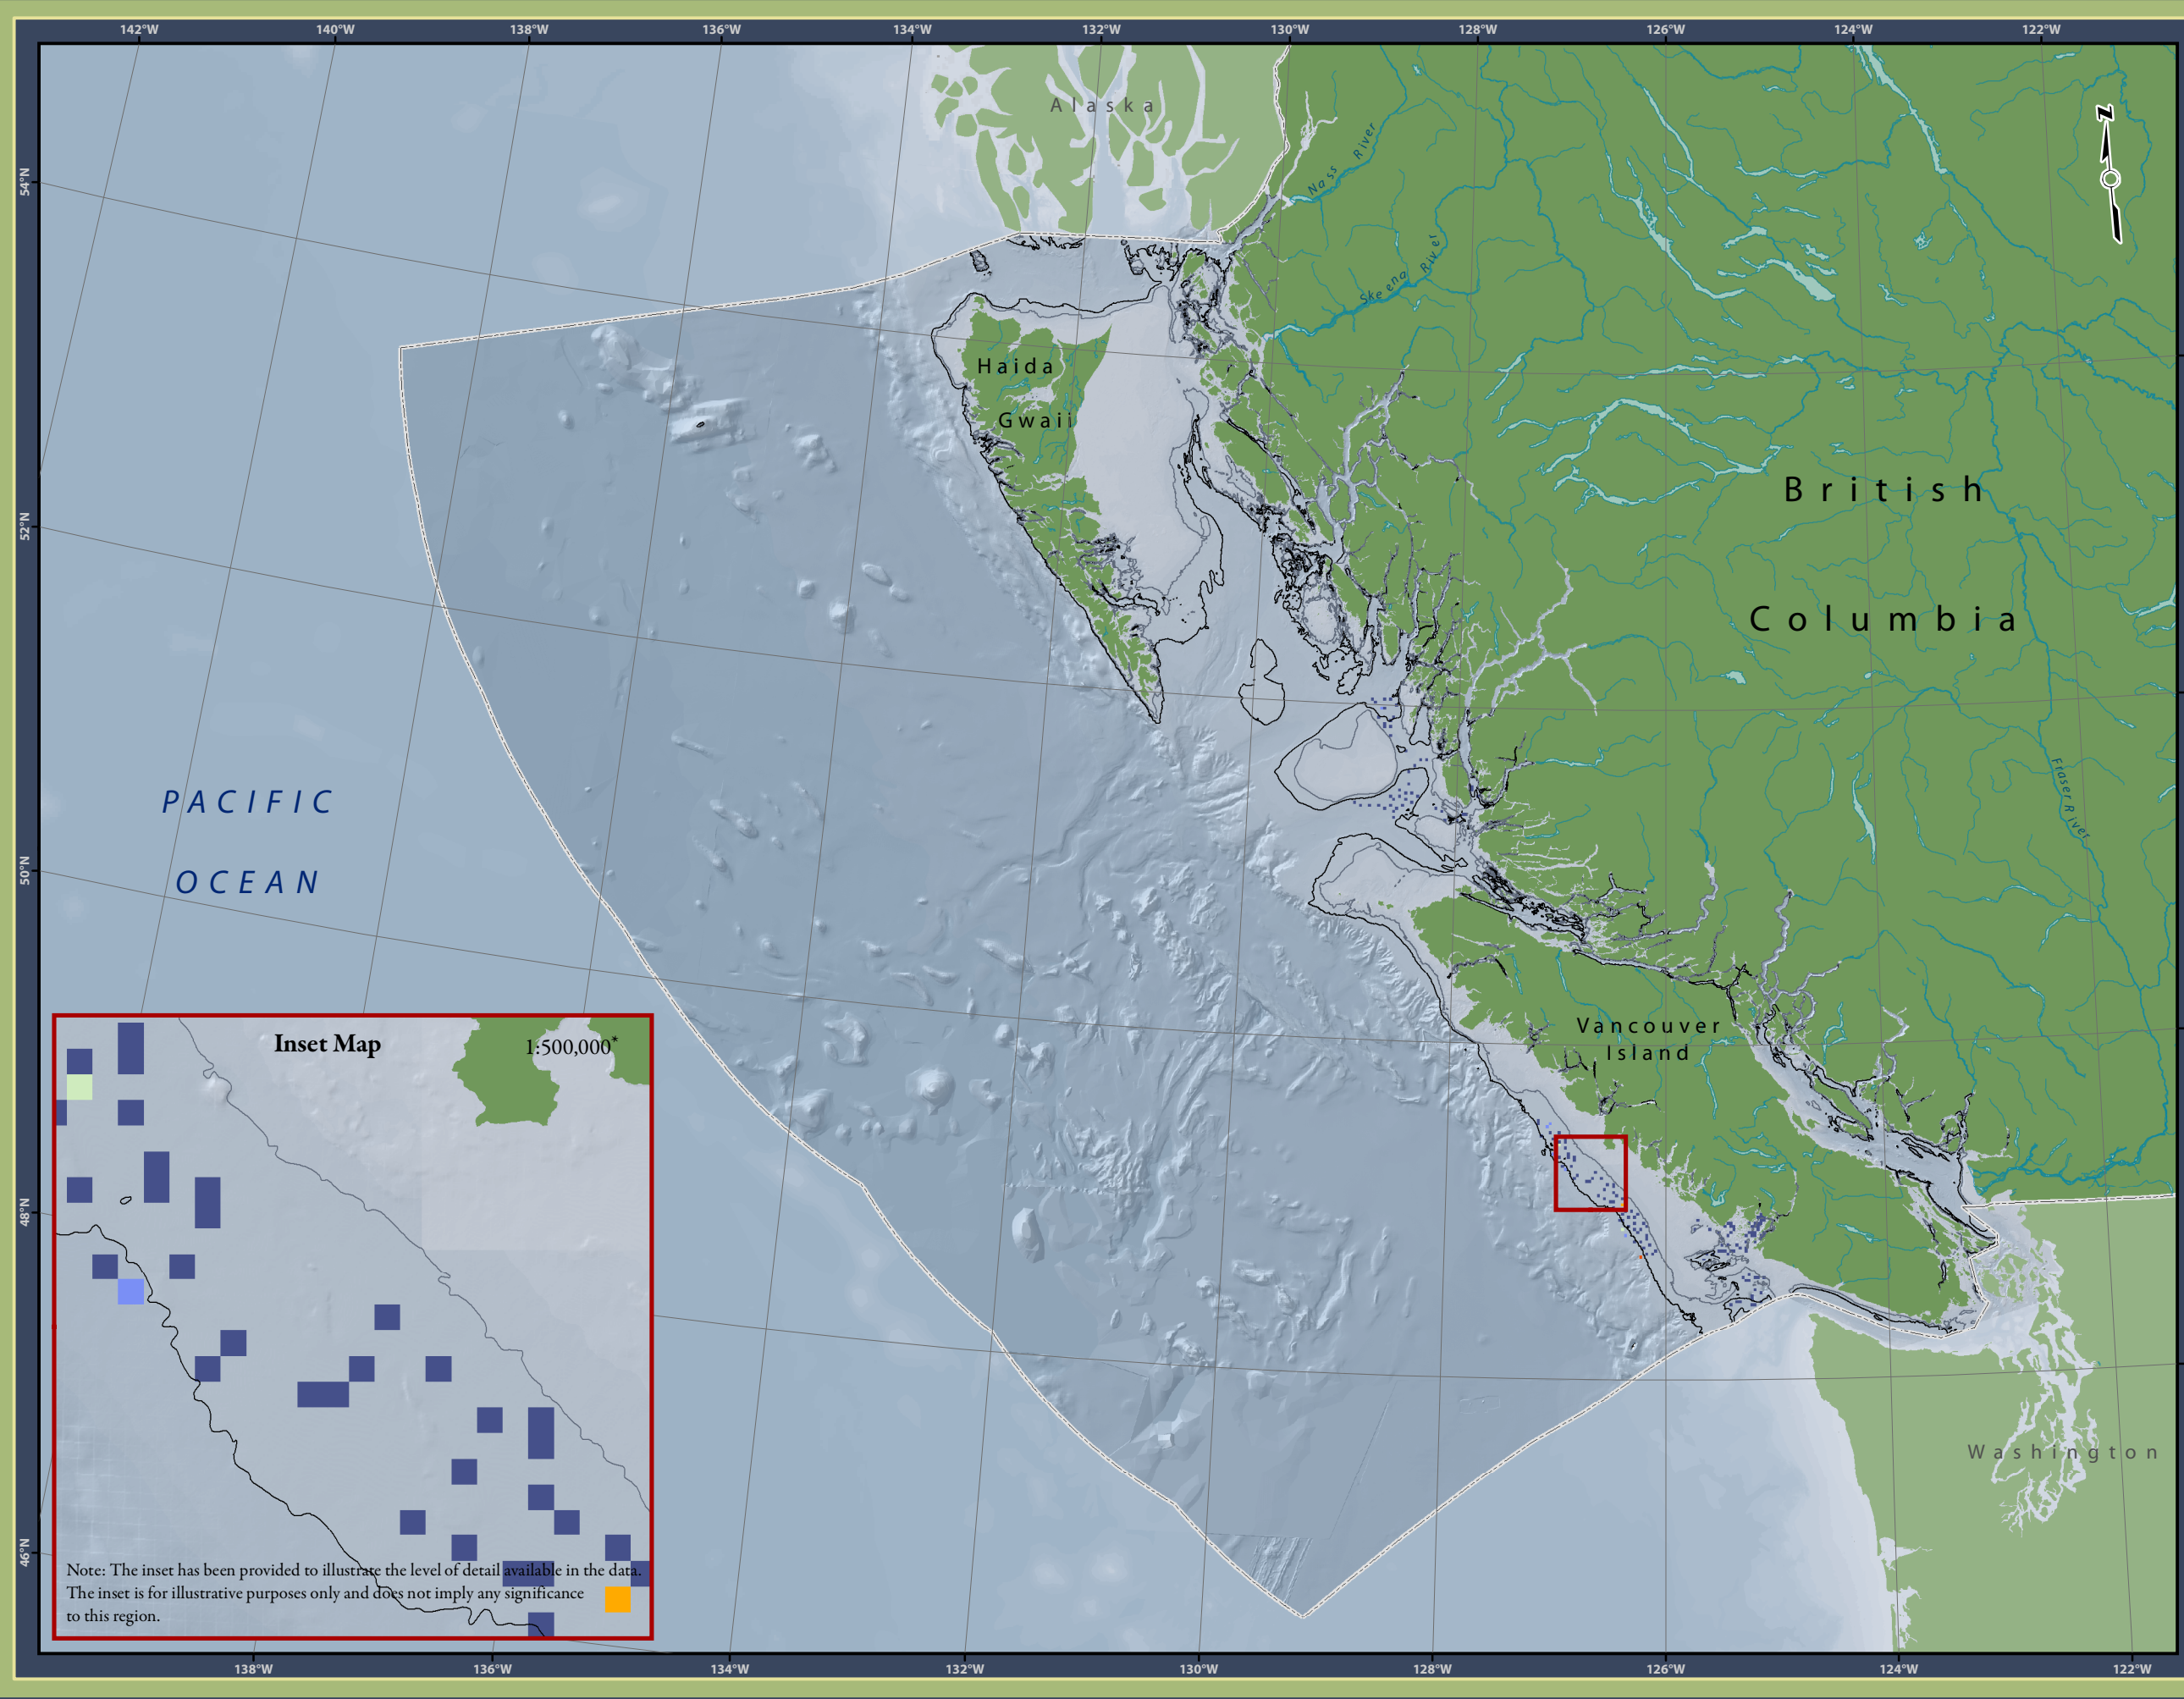 142°W 140°W 138°W 136°W 134°W 132°W 130°W 128°W 126°W 124°W 122°W
Alaska
N
Nass River
54°N
Skeena River
Haida
Gwaii
British
52°N
Columbia
PACIFIC
Fraser River
OCEAN
50°N
Vancouver
Island
Inset Map
1:500,000*
48°N
Washington
46°N
Note: The inset has been provided to illustrate the level of detail available in the data.
The inset is for illustrative purposes only and does not imply any significance
to this region.
138°W 136°W 134°W 132°W 130°W 128°W 126°W 124°W 122°W